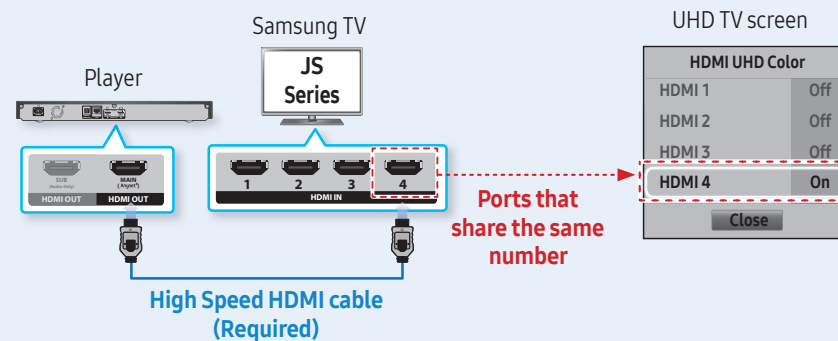 Samsung TV
UHD TV screen
Player
JS
Series
HDMI UHD Color
HDMI 1 Off
HDMI 2 Off
HDMI 3 Off
HDMI 4 On
Close
SUB
(Audio Only)
HDMI OUT
MAIN
(Anynet+)
HDMI OUT
1 2 3 4
HDMI IN
Ports that
share the same
number
High Speed HDMI cable
(Required)